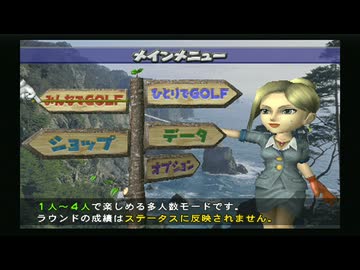 メインメニュー
みんなでGOLF
ひとりでGOLF
ショップ
データ
オプション
1人～4人で楽しめる多人数モードです。
ラウンドの成績はステータスに反映されません。